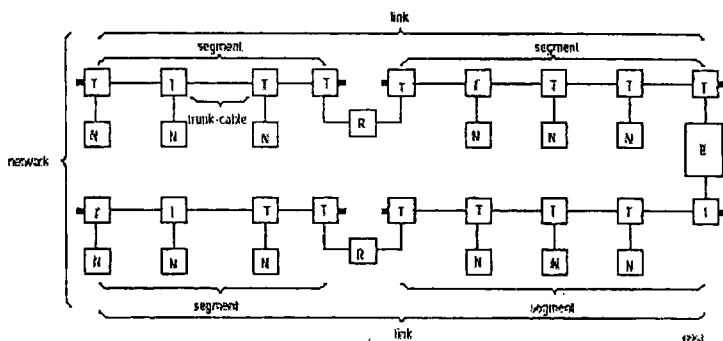 link
segment segment
T T T T T T T T T
R
N N N trunk-cable N N N
network
T T T T T T T T
R
N N N N N N
segment segment
link